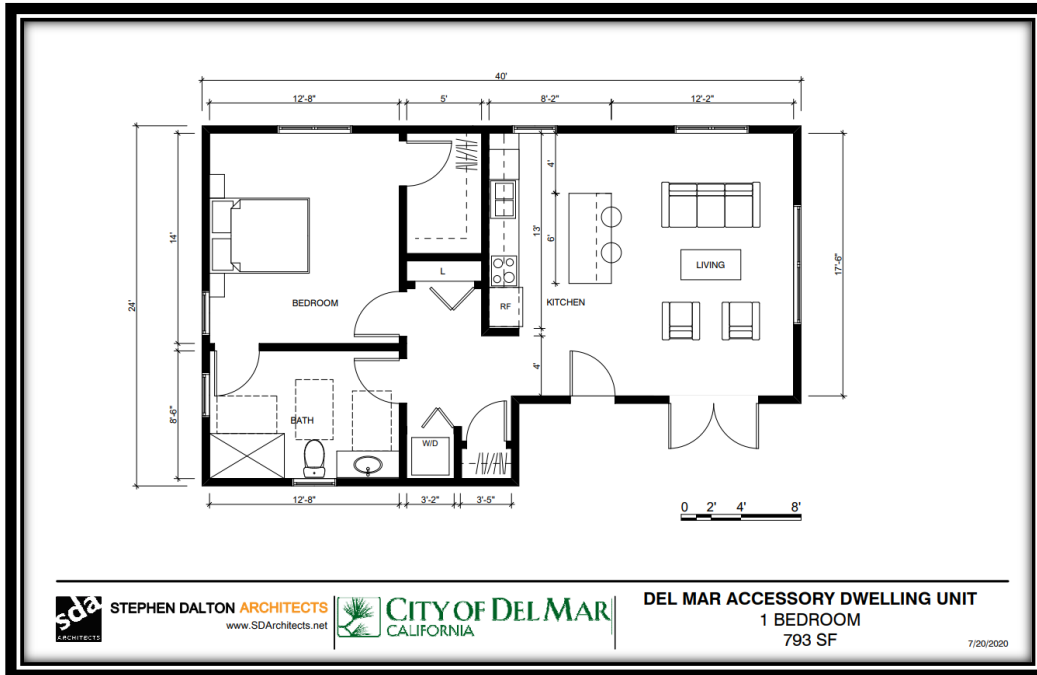 40'
12'-8"
5'
8'-2"
12'-2"
24'
14'
8'-6"
4'
13'
6'
4'
17'-6"
L
LIVING
BEDROOM
RF
KITCHEN
BATH
W/D
12'-8"
3'-2"
3'-5"
0 2' 4' 8'
sda
ARCHITECTS
STEPHEN DALTON ARCHITECTS
www.SDArchitects.net
CITY OF DEL MAR
CALIFORNIA
DEL MAR ACCESSORY DWELLING UNIT
1 BEDROOM
793 SF
7/20/2020